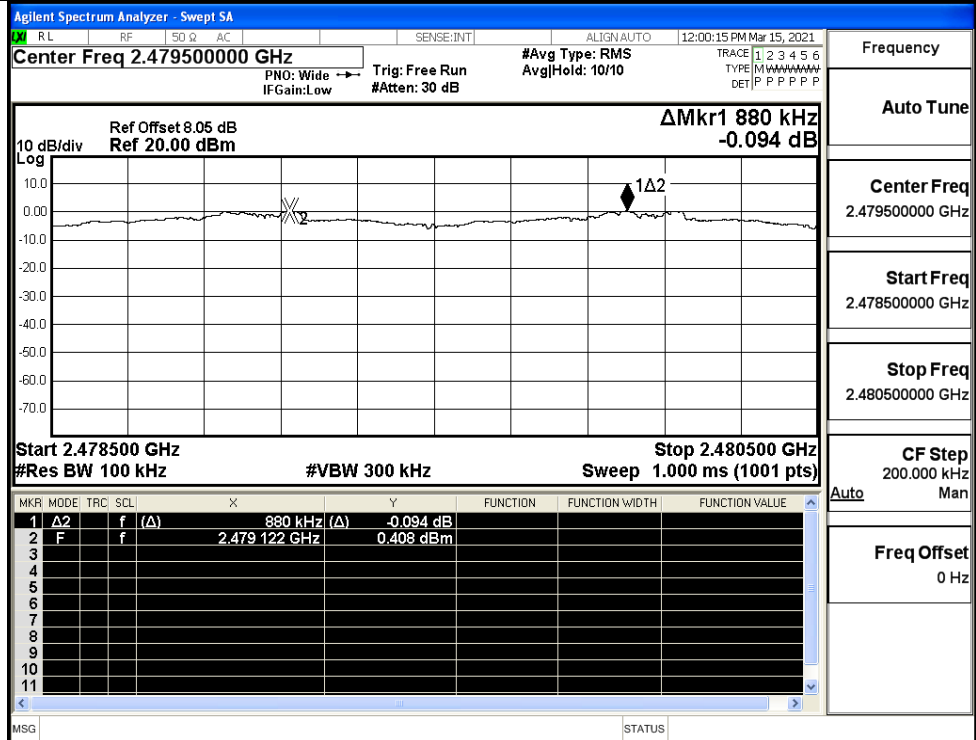 Agilent Spectrum Analyzer - Swept SA
LXI RL RF 50 Ω AC SENSE:INT ALIGNAUTO 12:00:15 PM Mar 15, 2021
Center Freq 2.479500000 GHz
PNO: Wide
IFGain:Low
Trig: Free Run
#Atten: 30 dB
#Avg Type: RMS
Avg|Hold: 10/10
TRACE 1 2 3 4 5 6
TYPE MWWWWW
DET P P P P P P
Frequency
Auto Tune
Center Freq
2.479500000 GHz
Start Freq
2.478500000 GHz
Stop Freq
2.480500000 GHz
CF Step
200.000 kHz
Auto Man
Freq Offset
0 Hz
ΔMkr1 880 kHz
-0.094 dB
Ref Offset 8.05 dB
10 dB/div Ref 20.00 dBm
Log
10.0
0.00
-10.0
-20.0
-30.0
-40.0
-50.0
-60.0
-70.0
1Δ2
2
Start 2.478500 GHz Stop 2.480500 GHz
#Res BW 100 kHz #VBW 300 kHz Sweep 1.000 ms (1001 pts)
MKR MODE TRC SCL X Y FUNCTION FUNCTION WIDTH FUNCTION VALUE
1 Δ2 f (Δ) 880 kHz (Δ) -0.094 dB
2 F f 2.479 122 GHz 0.408 dBm
3
4
5
6
7
8
9
10
11
MSG STATUS